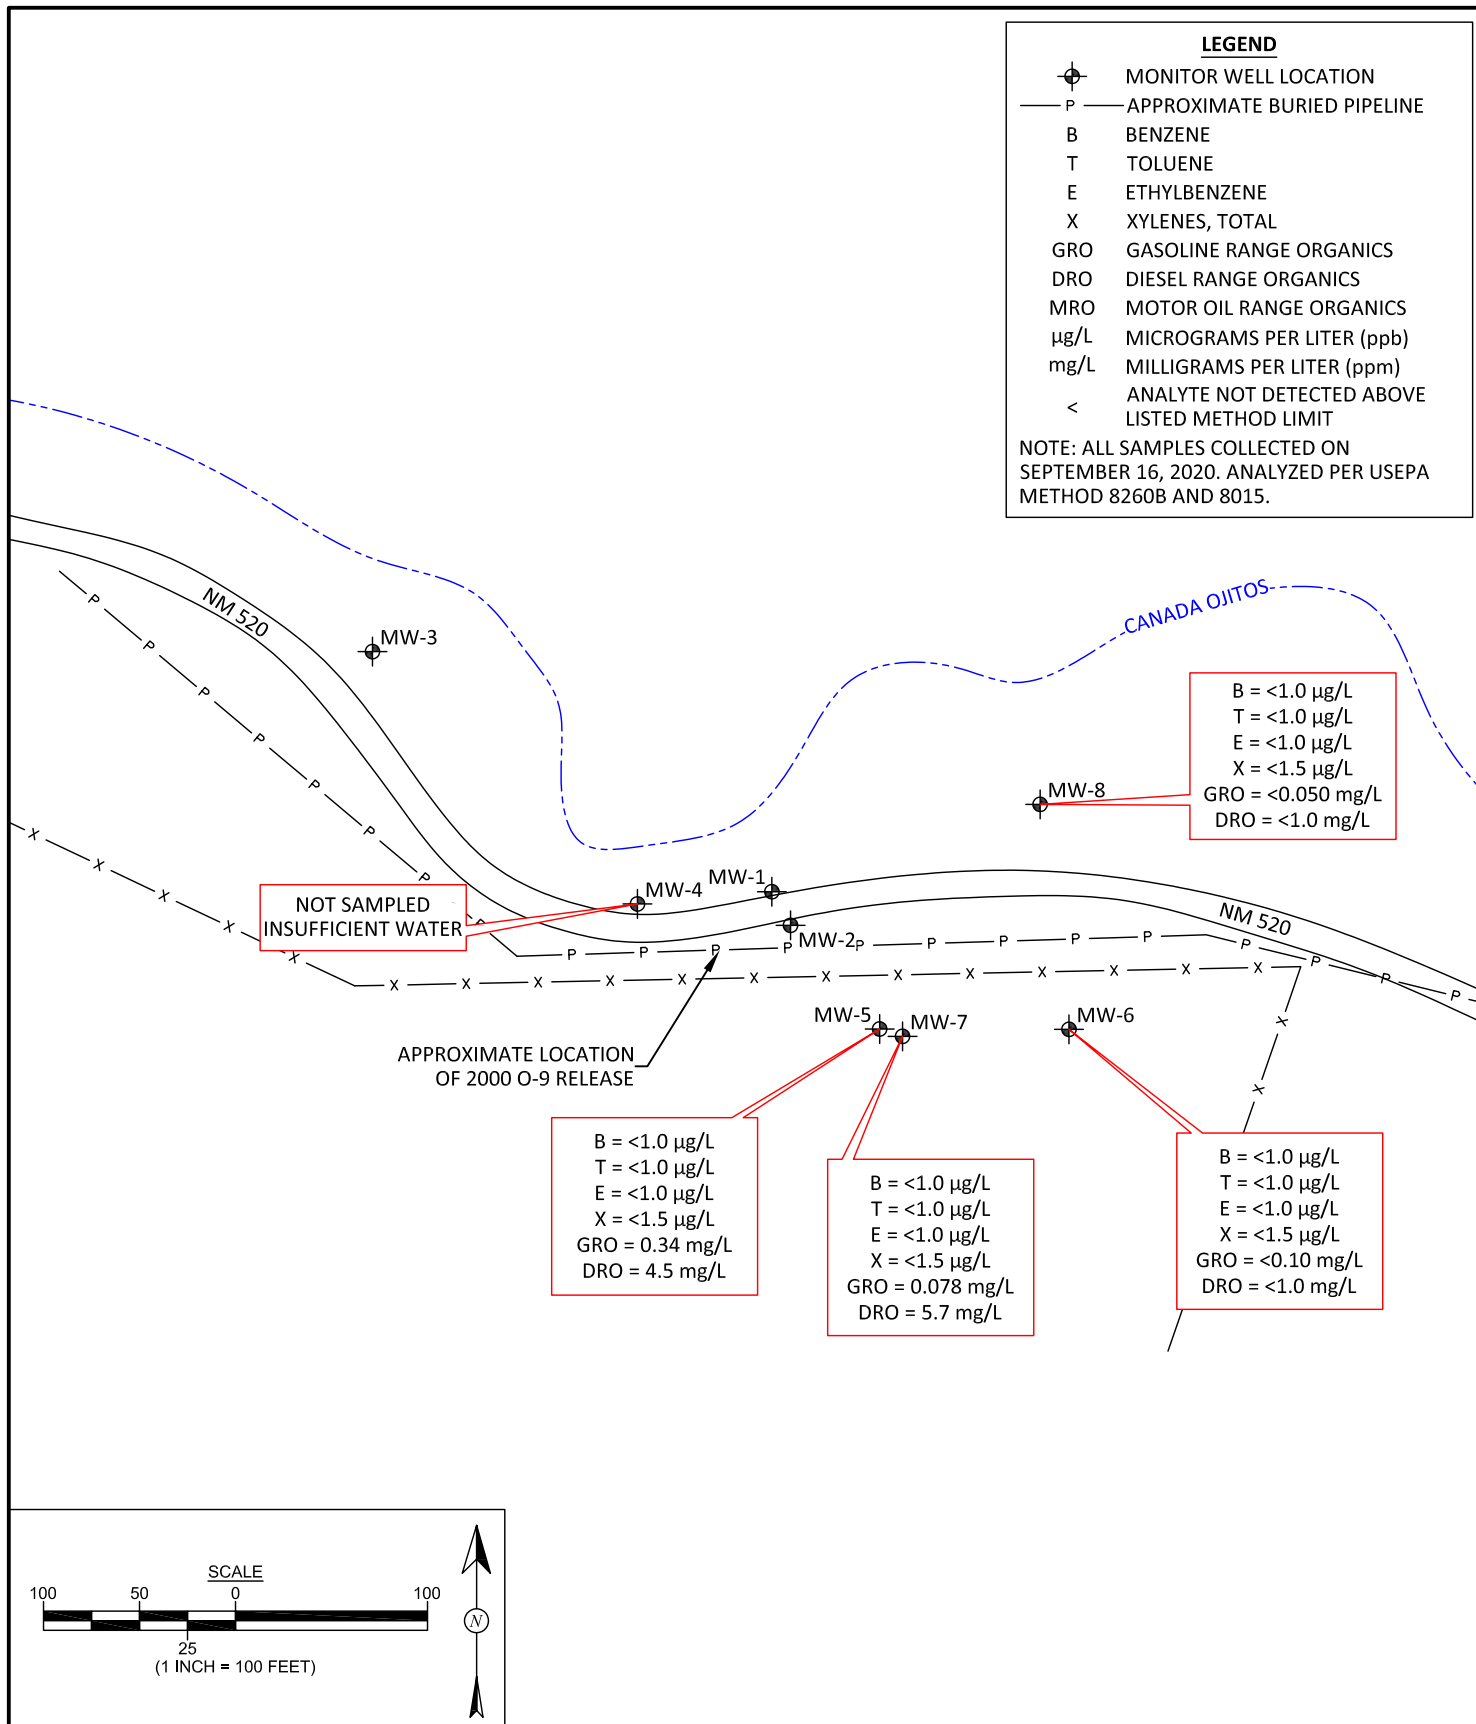 LEGEND
MONITOR WELL LOCATION
P APPROXIMATE BURIED PIPELINE
B BENZENE
T TOLUENE
E ETHYLBENZENE
X XYLENES, TOTAL
GRO GASOLINE RANGE ORGANICS
DRO DIESEL RANGE ORGANICS
MRO MOTOR OIL RANGE ORGANICS
µg/L MICROGRAMS PER LITER (ppb)
mg/L MILLIGRAMS PER LITER (ppm)
< ANALYTE NOT DETECTED ABOVE
LISTED METHOD LIMIT
NOTE: ALL SAMPLES COLLECTED ON
SEPTEMBER 16, 2020. ANALYZED PER USEPA
METHOD 8260B AND 8015.
NM 520
MW-3
CANADA OJITOS
B = <1.0 µg/L
T = <1.0 µg/L
E = <1.0 µg/L
X = <1.5 µg/L
GRO = <0.050 mg/L
DRO = <1.0 mg/L
MW-8
MW-1
MW-4
NOT SAMPLED
INSUFFICIENT WATER
MW-2
NM 520
P P P P P P P P
P P P P P P P P P
P P P
X X X X X
X X X X X X X X X X X X X
X X
MW-5
MW-7
MW-6
APPROXIMATE LOCATION
OF 2000 O-9 RELEASE
B = <1.0 µg/L
T = <1.0 µg/L
E = <1.0 µg/L
X = <1.5 µg/L
GRO = 0.34 mg/L
DRO = 4.5 mg/L
B = <1.0 µg/L
T = <1.0 µg/L
E = <1.0 µg/L
X = <1.5 µg/L
GRO = 0.078 mg/L
DRO = 5.7 mg/L
B = <1.0 µg/L
T = <1.0 µg/L
E = <1.0 µg/L
X = <1.5 µg/L
GRO = <0.10 mg/L
DRO = <1.0 mg/L
SCALE
100 50 0 100
25
(1 INCH = 100 FEET)
N